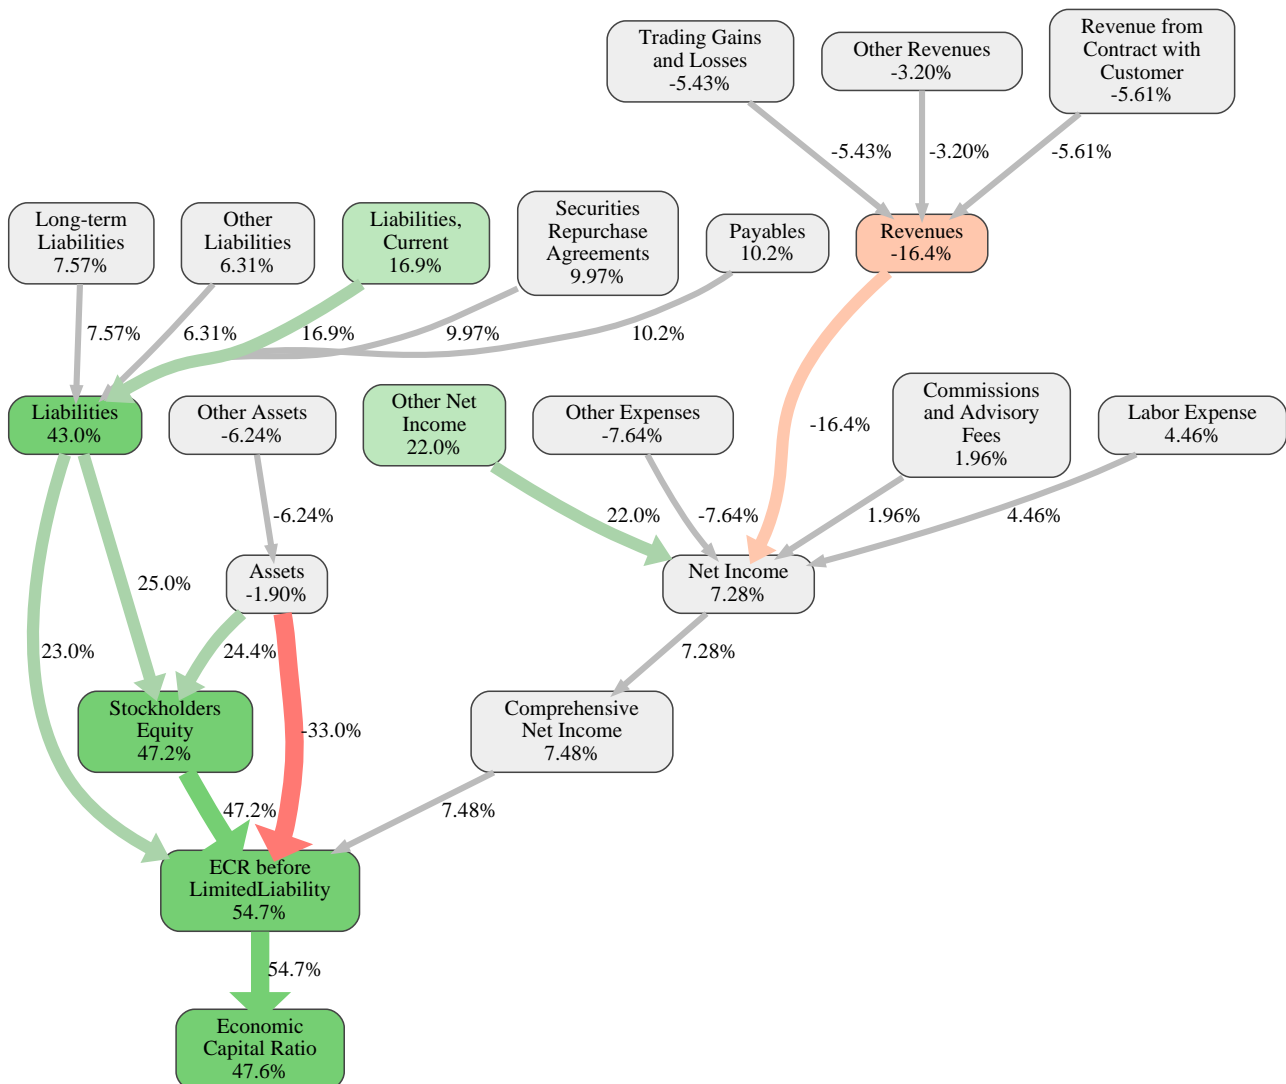 Trading Gains
and Losses
-5.43%
Other Revenues
-3.20%
Revenue from
Contract with
Customer
-5.61%
-5.43%
-3.20%
-5.61%
Long-term
Liabilities
7.57%
Other
Liabilities
6.31%
Liabilities,
Current
16.9%
Securities
Repurchase
Agreements
9.97%
Payables
10.2%
Revenues
-16.4%
7.57%
6.31%
16.9%
9.97%
10.2%
-16.4%
Liabilities
43.0%
Other Assets
-6.24%
Other Net
Income
22.0%
Other Expenses
-7.64%
Commissions
and Advisory
Fees
1.96%
Labor Expense
4.46%
-6.24%
22.0%
-7.64%
1.96%
4.46%
Assets
-1.90%
Net Income
7.28%
25.0%
23.0%
24.4%
-33.0%
7.28%
Stockholders
Equity
47.2%
Comprehensive
Net Income
7.48%
47.2%
7.48%
ECR before
LimitedLiability
54.7%
54.7%
Economic
Capital Ratio
47.6%